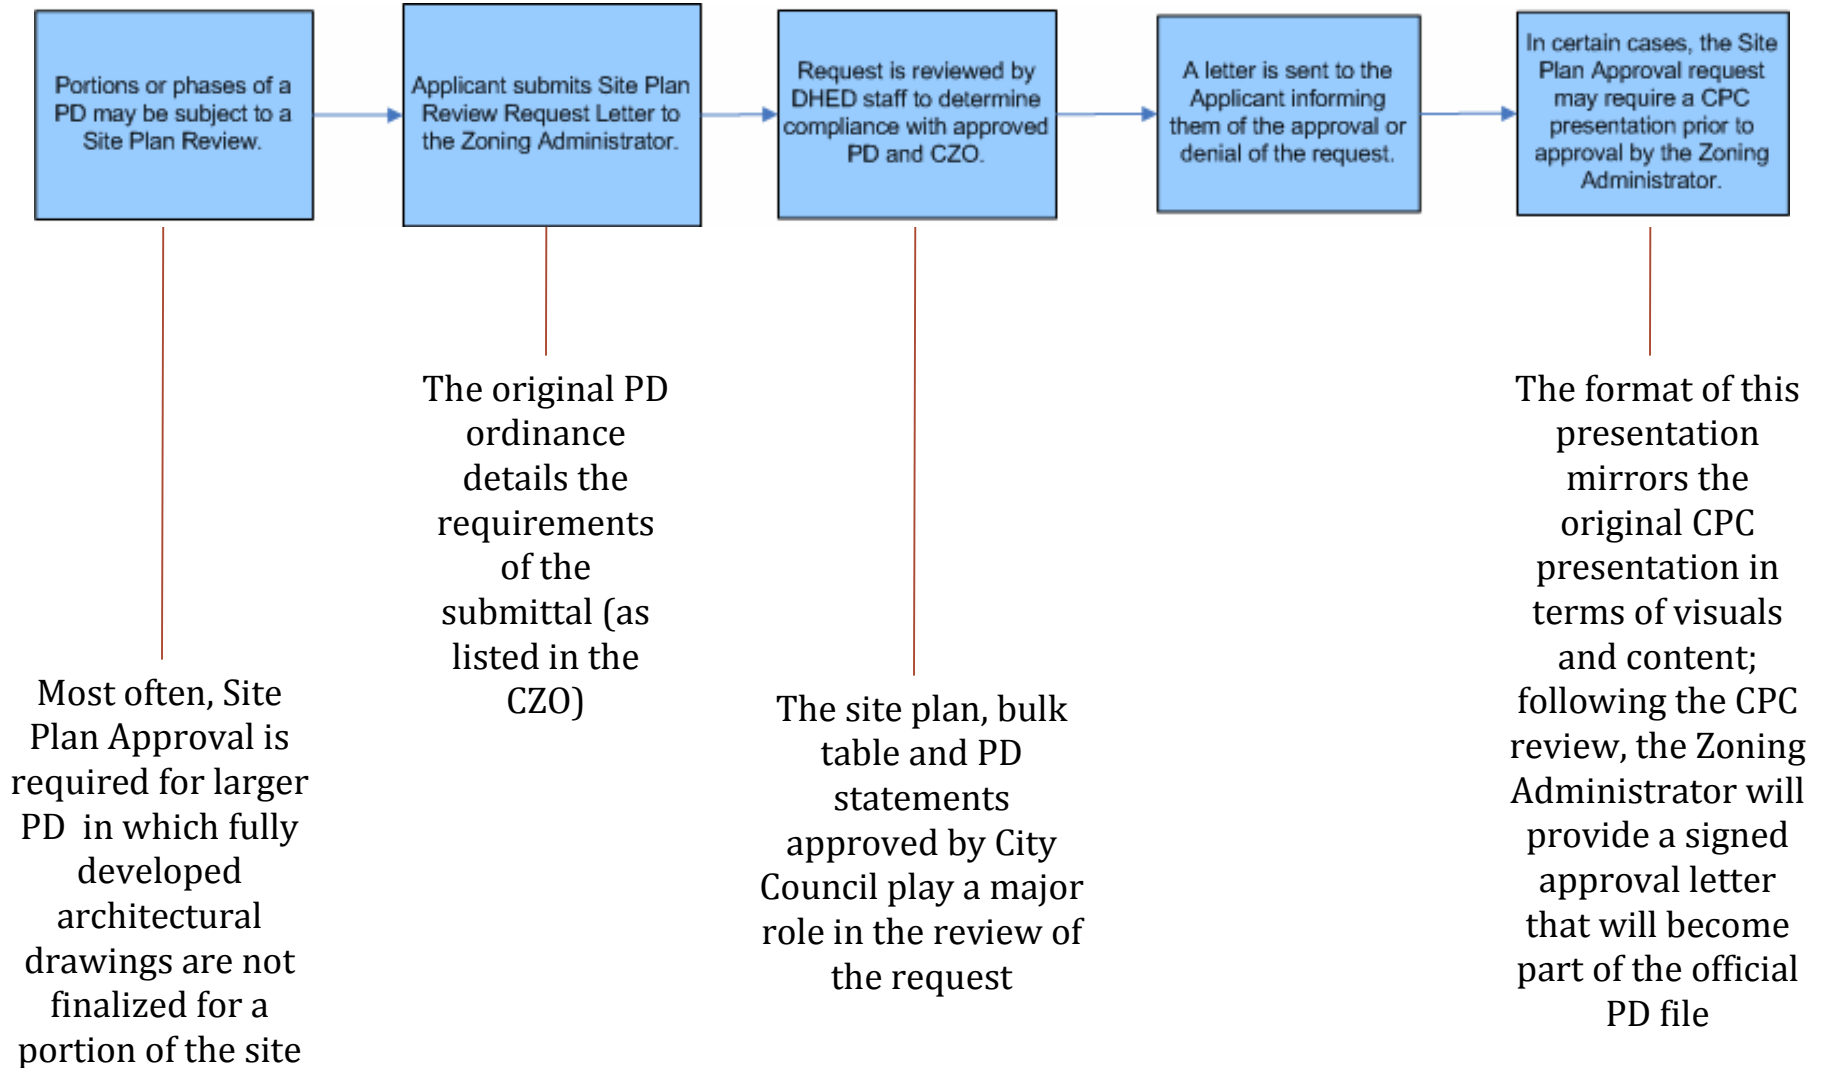 Portions or phases of a
PD may be subject to a
Site Plan Review.
Applicant submits Site Plan
Review Request Letter to
the Zoning Administrator.
Request is reviewed by
DHED staff to determine
compliance with approved
PD and CZO.
A letter is sent to the
Applicant informing
them of the approval or
denial of the request.
In certain cases, the Site
Plan Approval request
may require a CPC
presentation prior to
approval by the Zoning
Administrator.
Most often, Site
Plan Approval is
required for larger
PD in which fully
developed
architectural
drawings are not
finalized for a
portion of the site
The original PD
ordinance
details the
requirements
of the
submittal (as
listed in the
CZO)
The site plan, bulk
table and PD
statements
approved by City
Council play a major
role in the review of
the request
The format of this
presentation
mirrors the
original CPC
presentation in
terms of visuals
and content;
following the CPC
review, the Zoning
Administrator will
provide a signed
approval letter
that will become
part of the official
PD file